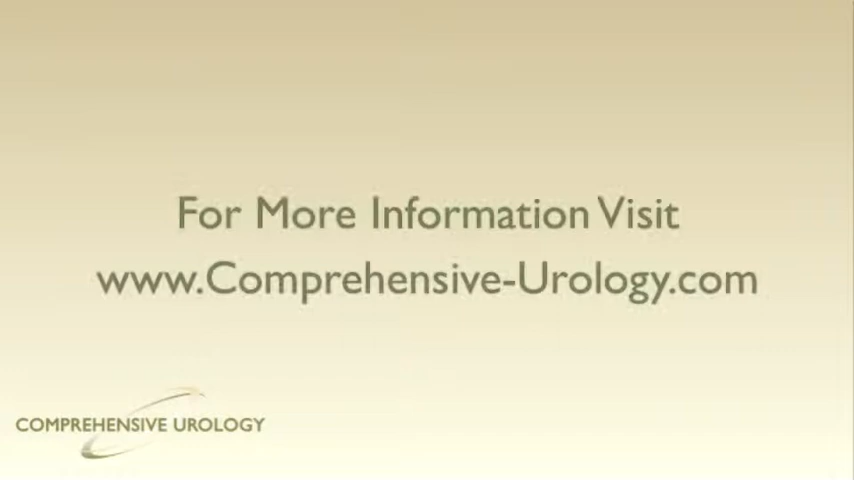 For More Information Visit
www.Comprehensive-Urology.com
COMPREHENSIVE UROLOGY